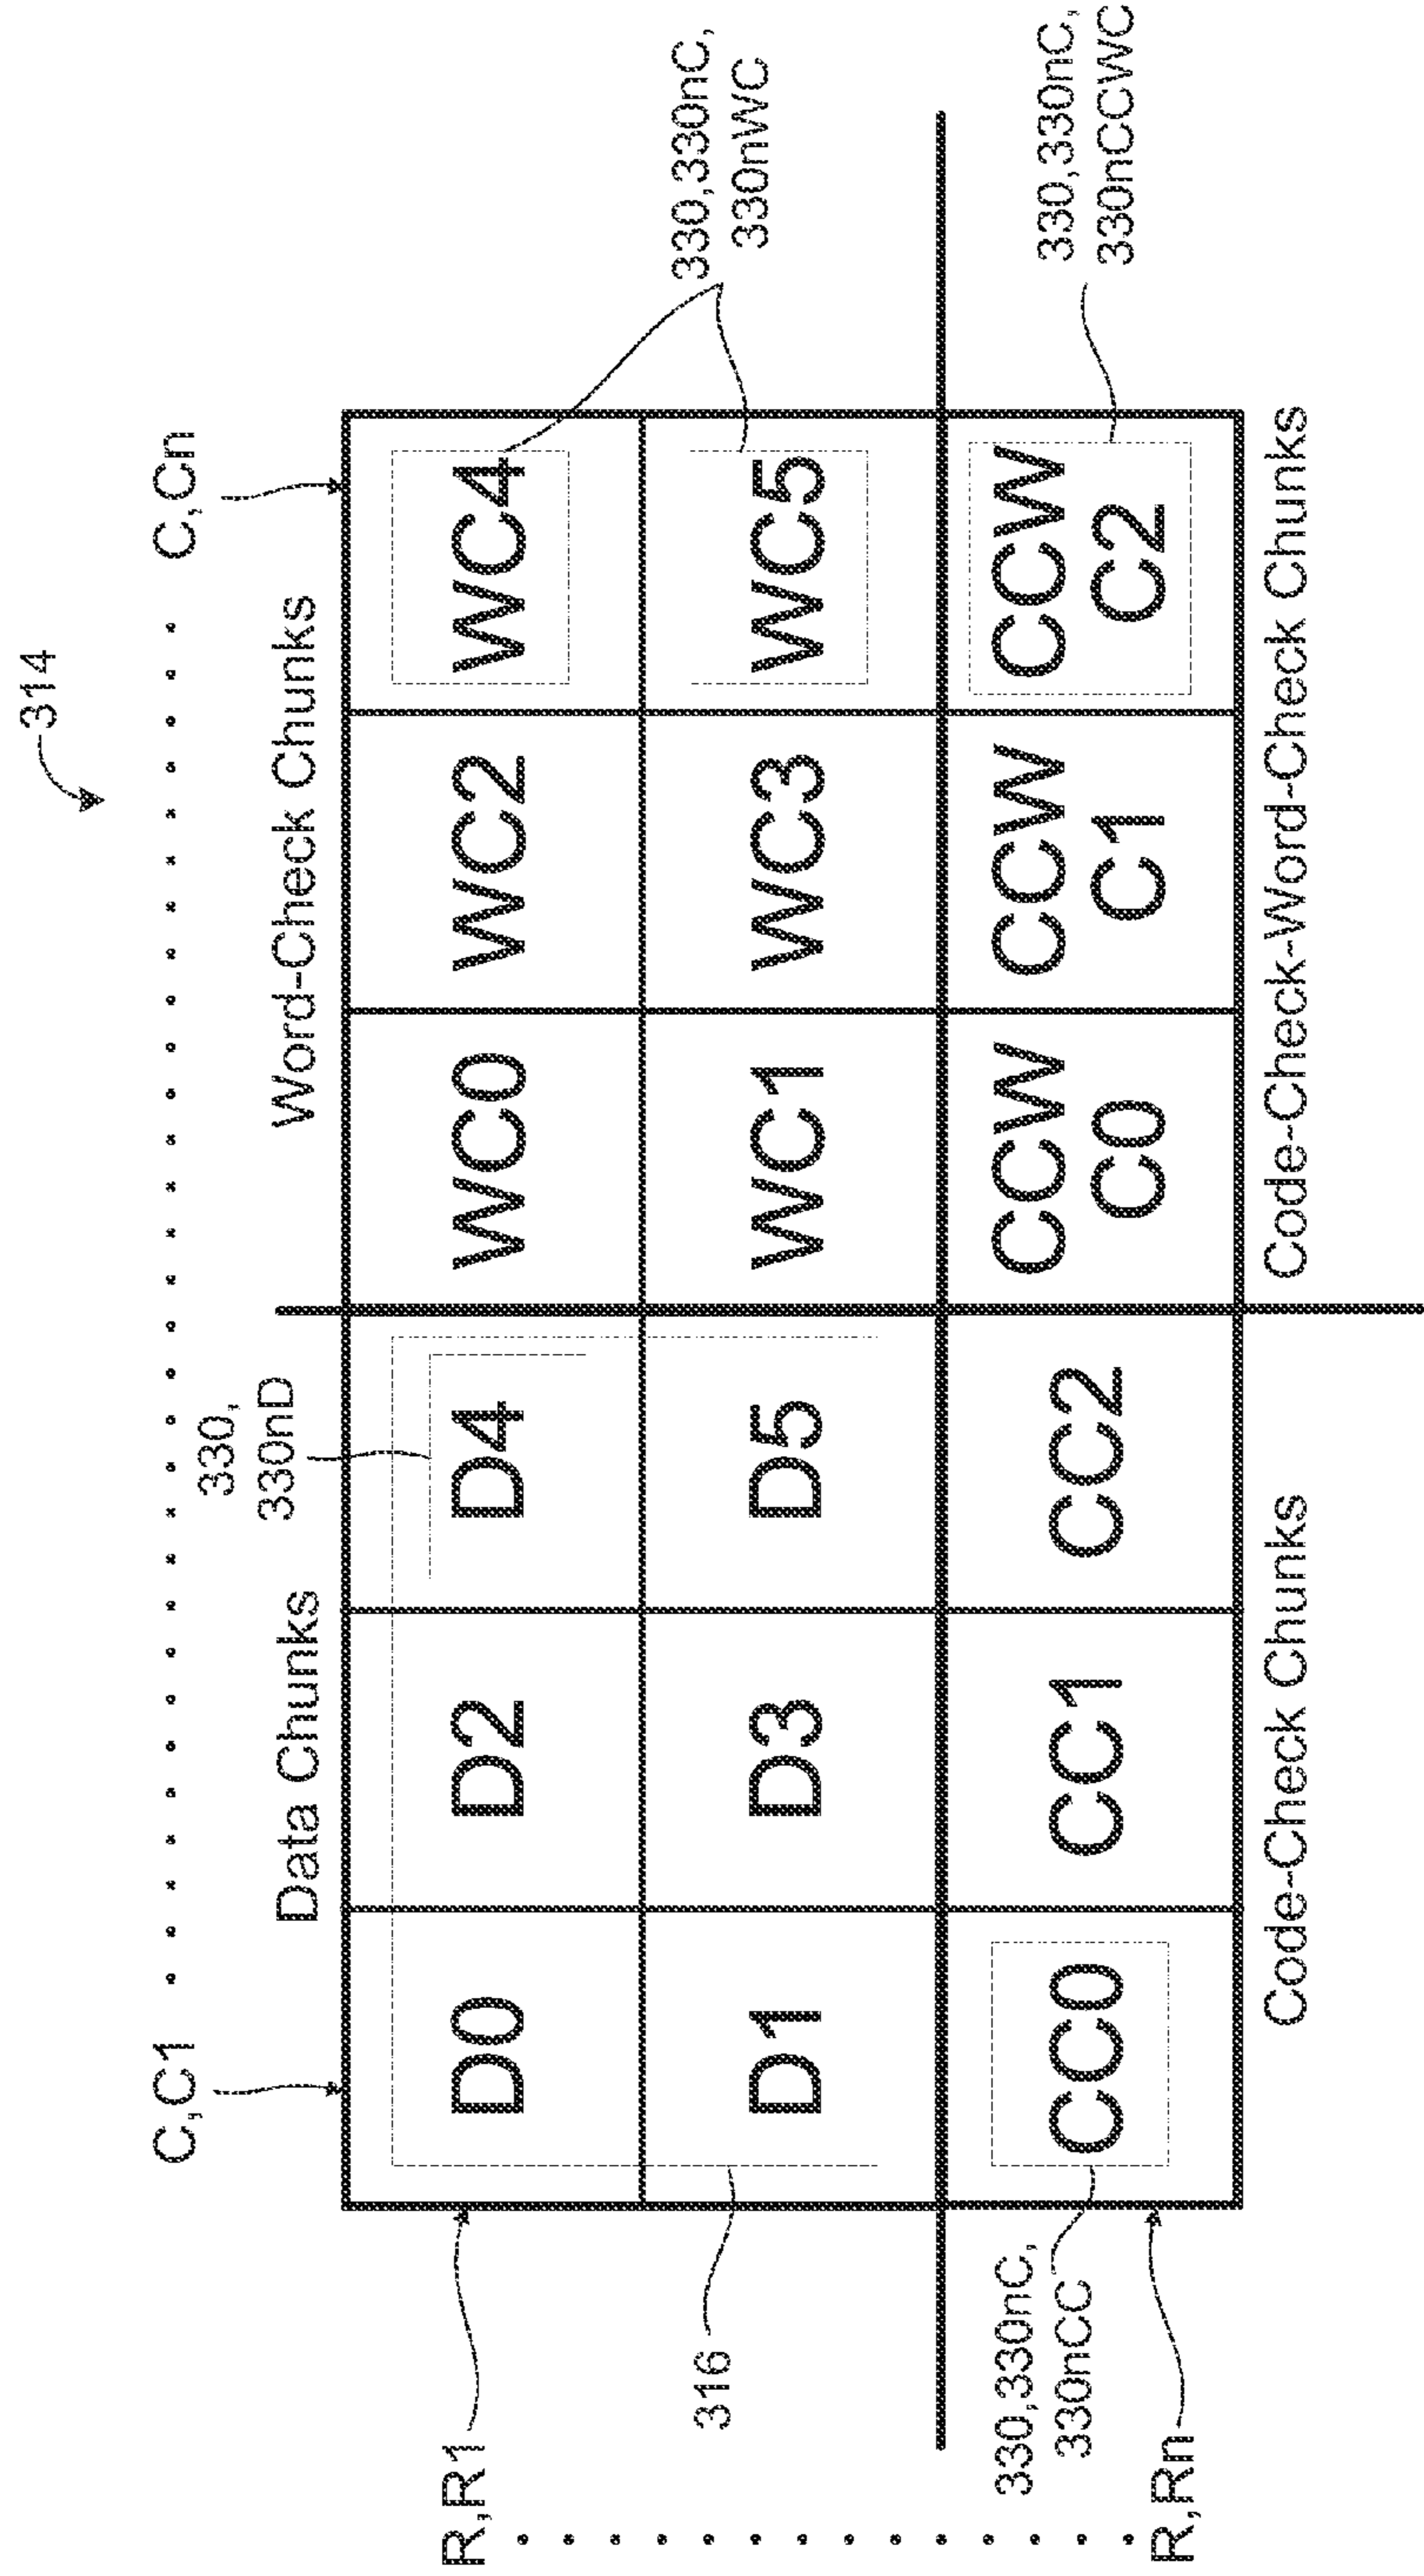 314
C,C1
C,Cn
Data Chunks
330,
330nD
Word-Check Chunks
R,R1
D0
D2
D4
WC0
WC2
WC4
330,330nC,
330nWC
316
D1
D3
D5
WC1
WC3
WC5
330,330nC,
330nCC
CC0
CC1
CC2
CCW
C0
CCW
C1
CCW
C2
330,330nC,
330nCCWC
R,Rn
Code-Check Chunks
Code-Check-Word-Check Chunks